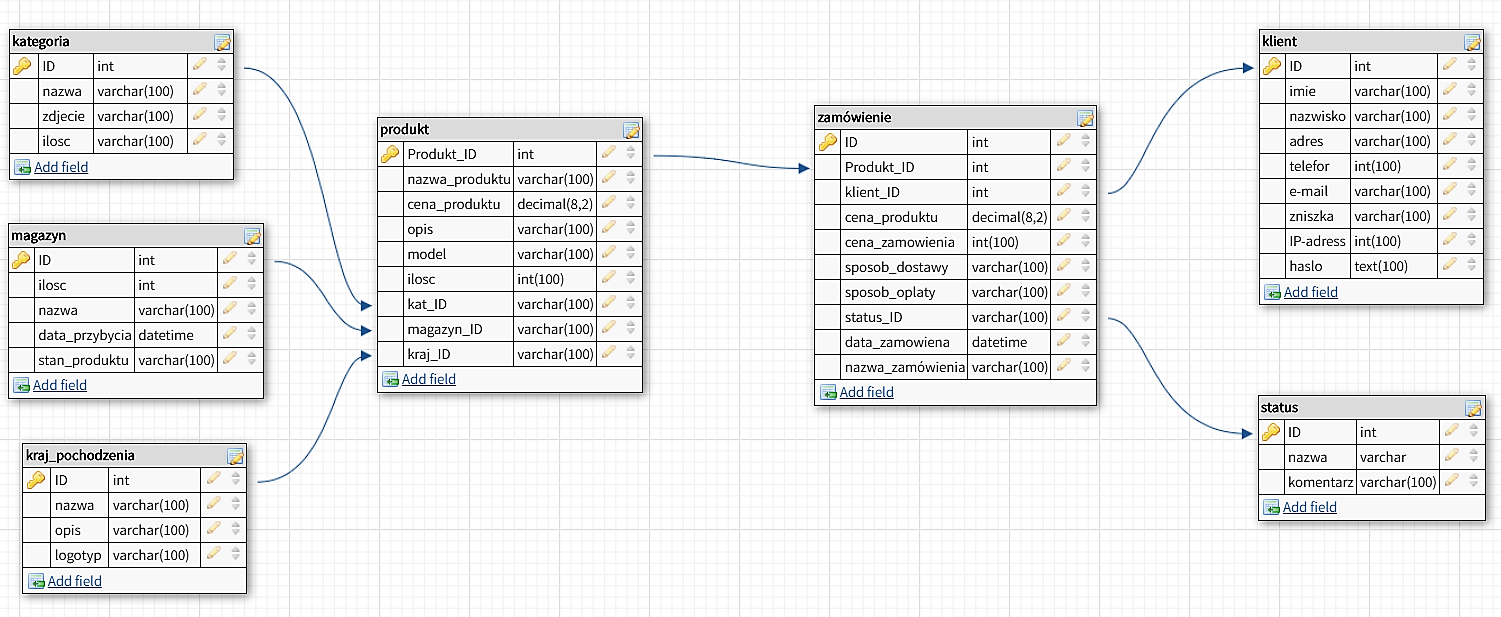 kategoria
ID int
nazwa varchar(100)
zdjecie varchar(100)
ilosc varchar(100)
Add field
magazyn
ID int
ilosc int
nazwa varchar(100)
data_przybycia datetime
stan_produktu varchar(100)
Add field
kraj_pochodzenia
ID int
nazwa varchar(100)
opis varchar(100)
logotyp varchar(100)
Add field
produkt
Produkt_ID int
nazwa_produktu varchar(100)
cena_produktu decimal(8,2)
opis varchar(100)
model varchar(100)
ilosc int(100)
kat_ID varchar(100)
magazyn_ID varchar(100)
kraj_ID varchar(100)
Add field
zamówienie
ID int
Produkt_ID int
klient_ID int
cena_produktu decimal(8,2)
cena_zamowienia int(100)
sposob_dostawy varchar(100)
sposob_oplaty varchar(100)
status_ID varchar(100)
data_zamowiena datetime
nazwa_zamówienia varchar(100)
Add field
klient
ID int
imie varchar(100)
nazwisko varchar(100)
adres varchar(100)
telefor int(100)
e-mail varchar(100)
zniszka varchar(100)
IP-adress int(100)
haslo text(100)
Add field
status
ID int
nazwa varchar
komentarz varchar(100)
Add field